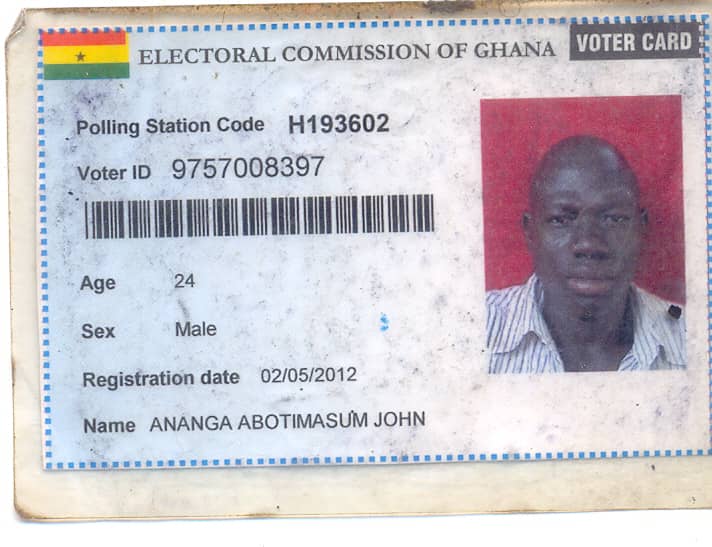 ELECTORAL COMMISSION OF GHANA VOTER CARD
Polling Station Code H193602
Voter ID 9757008397
Age 24
Sex Male
Registration date 02/05/2012
Name ANANGA ABOTIMASUM JOHN